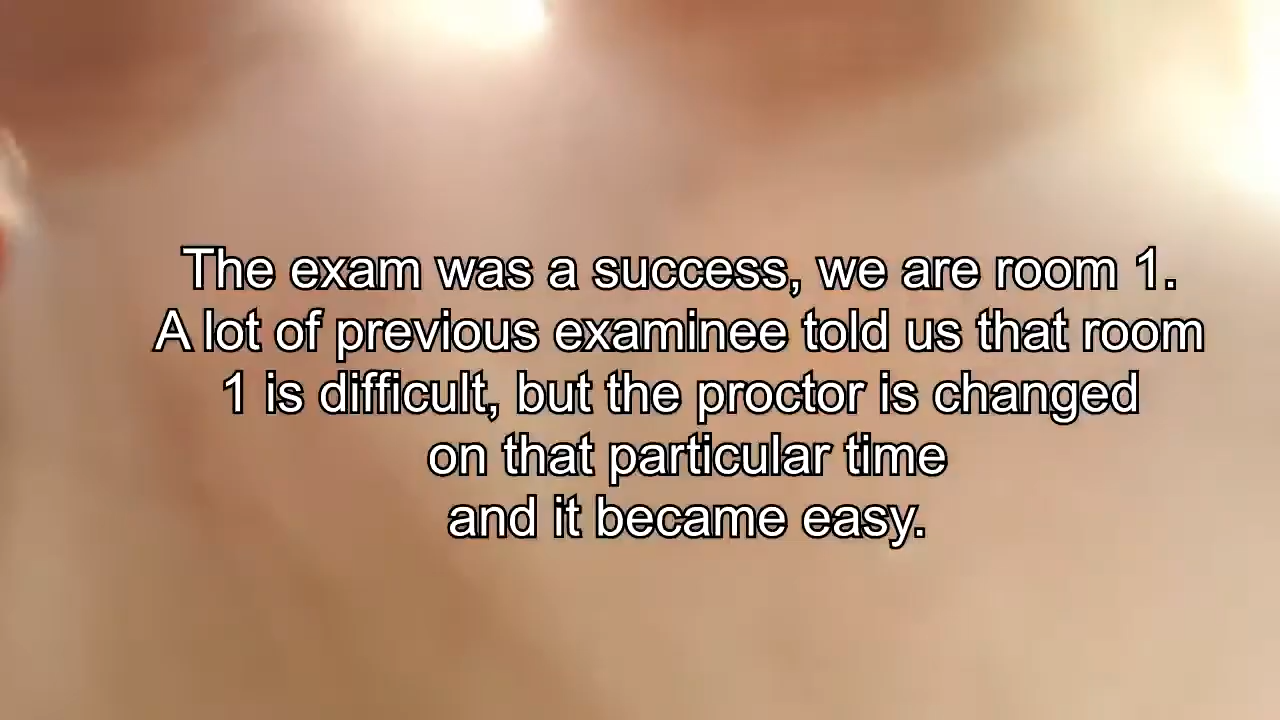 The exam was a success, we are room 1.
A lot of previous examinee told us that room
1 is difficult, but the proctor is changed
on that particular time
and it became easy.